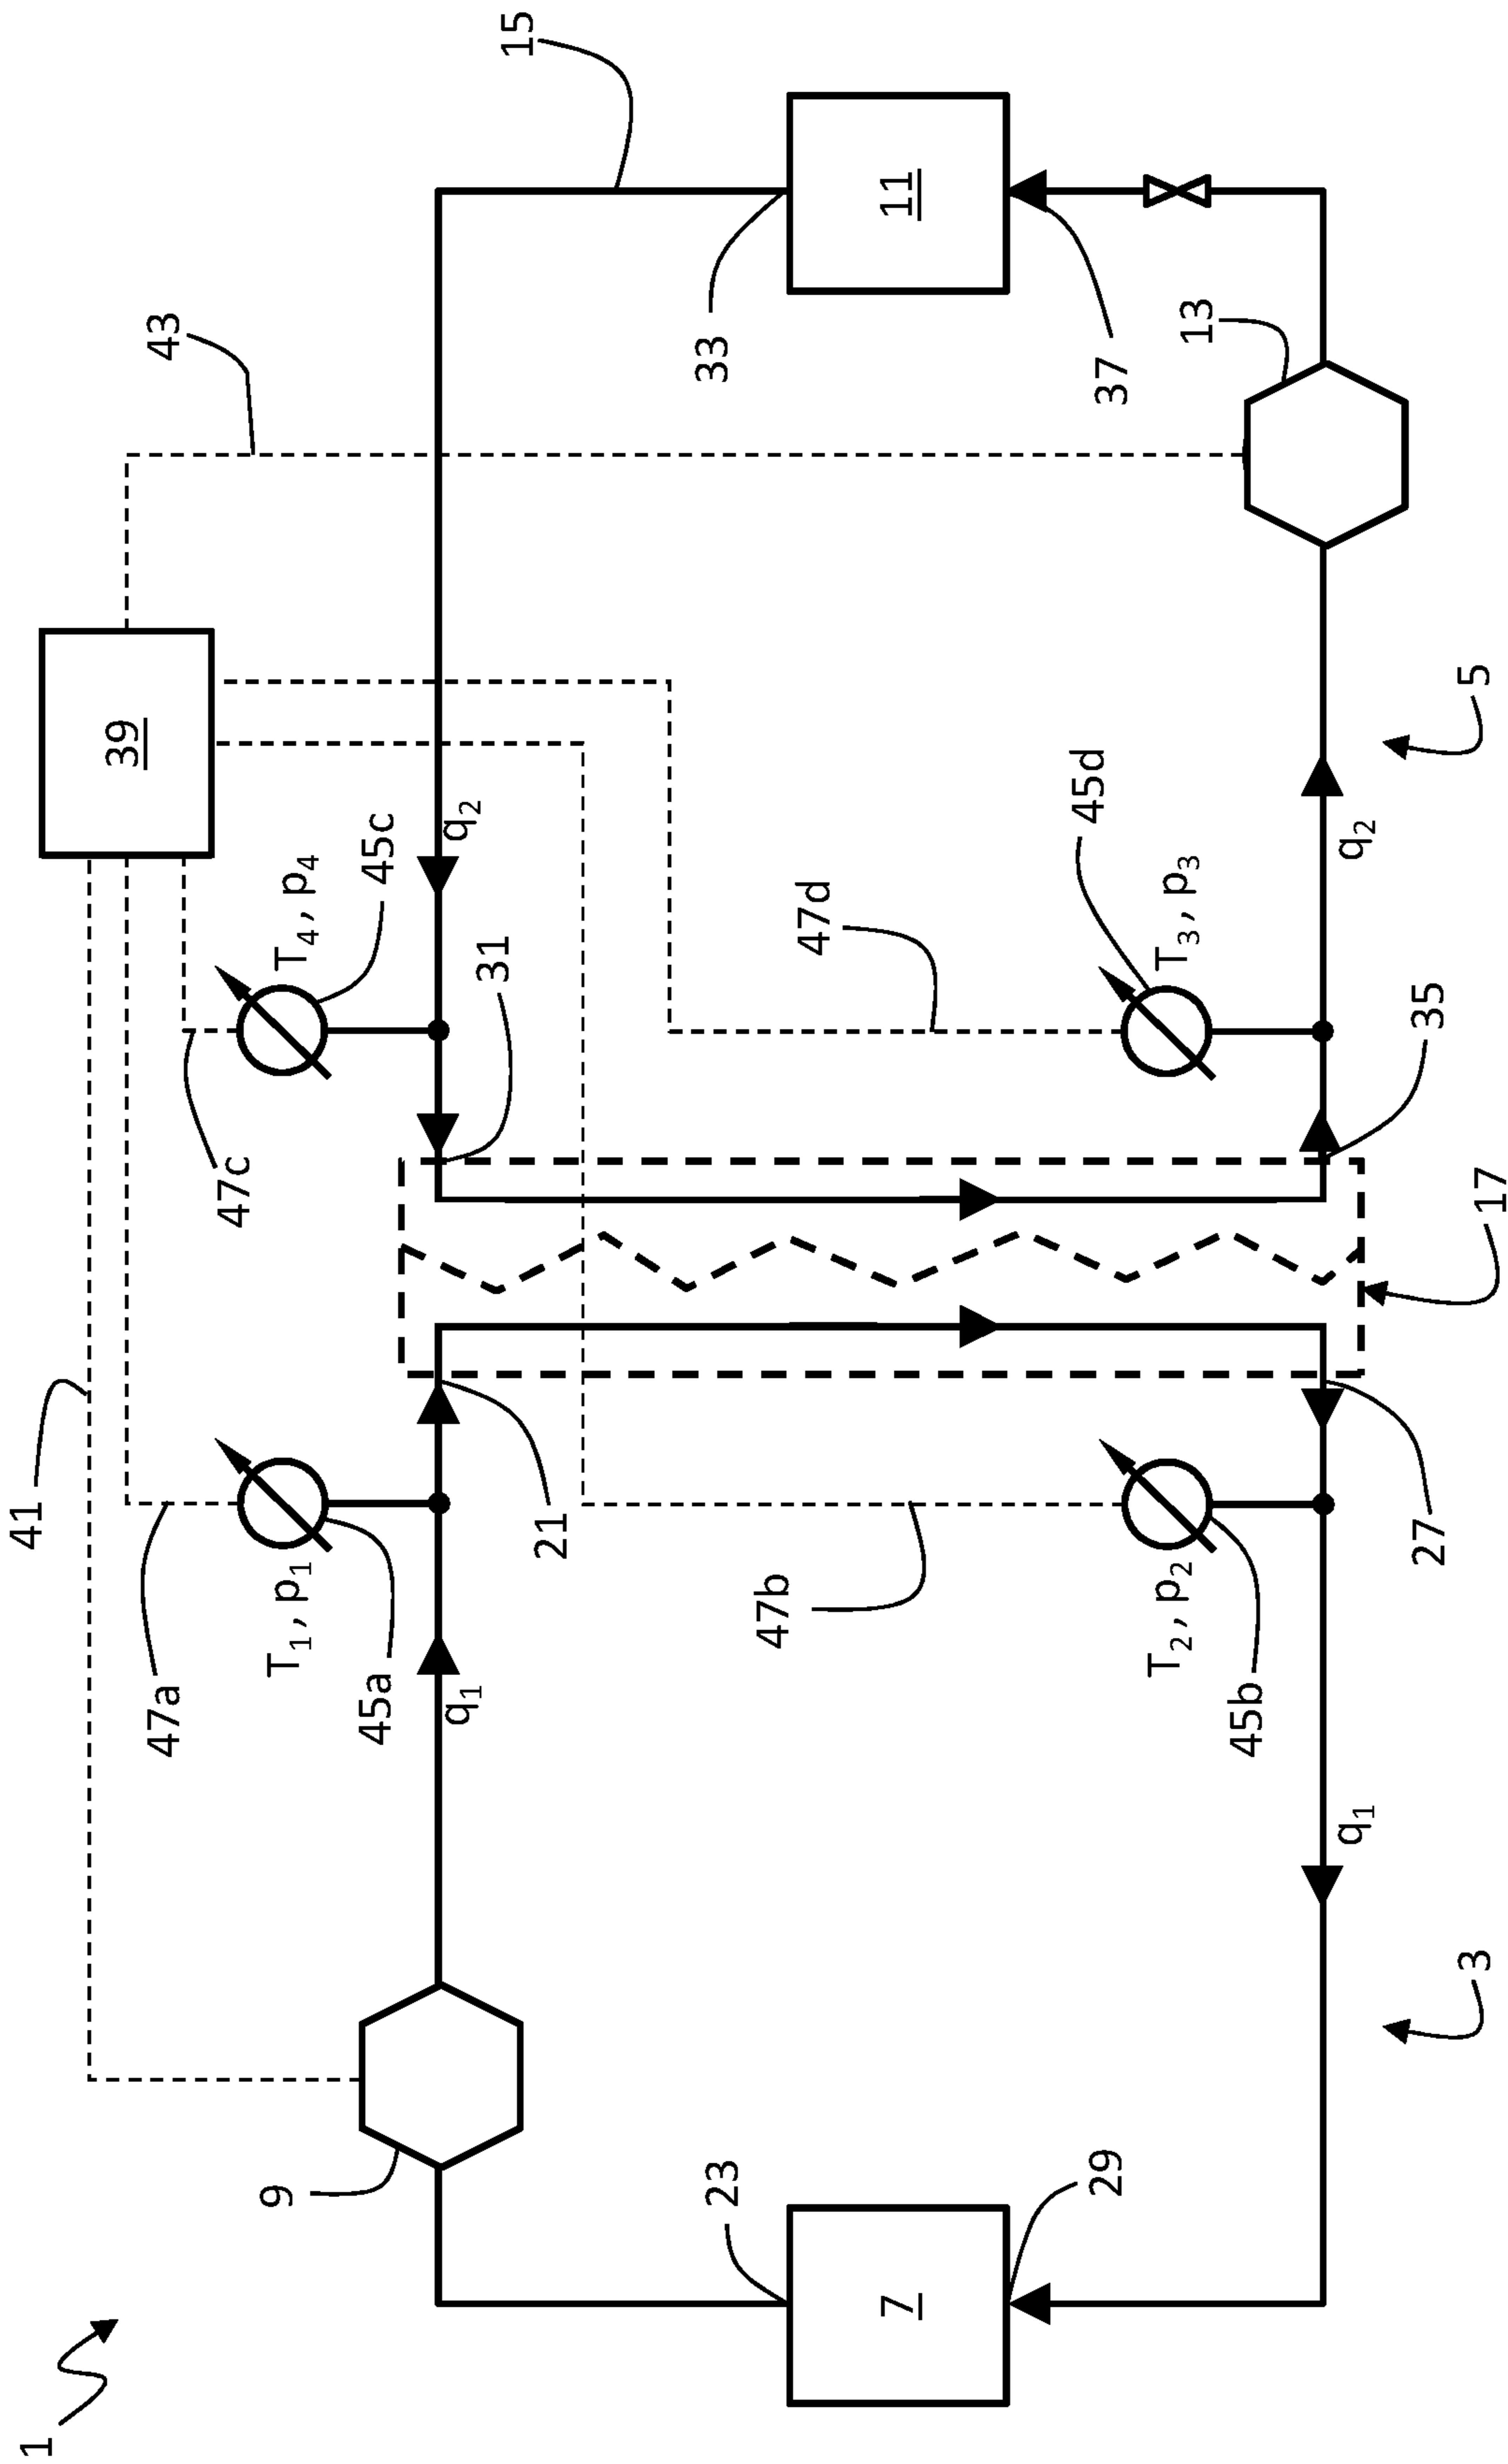 1
41
43
15
39
47a
47c
T₁, p₁
T₄, p₄
9
45a
45c
q₁
q₂
31
21
23
33
11
7
47b
47d
37
29
13
T₂, p₂
T₃, p₃
45b
45d
q₁
q₂
27
35
3
17
5